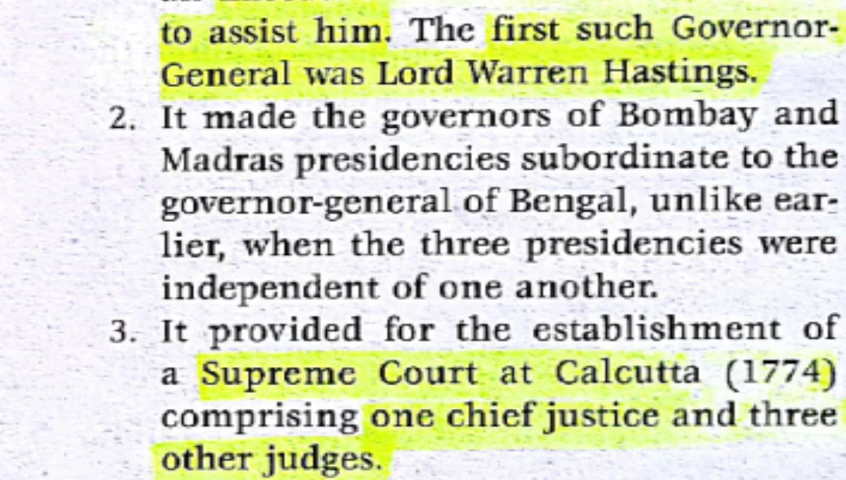 to assist him. The first such Governor-
General was Lord Warren Hastings.
2. It made the governors of Bombay and
Madras presidencies subordinate to the
governor-general of Bengal, unlike ear-
lier, when the three presidencies were
independent of one another.
3. It provided for the establishment of
a Supreme Court at Calcutta (1774)
comprising one chief justice and three
other judges.